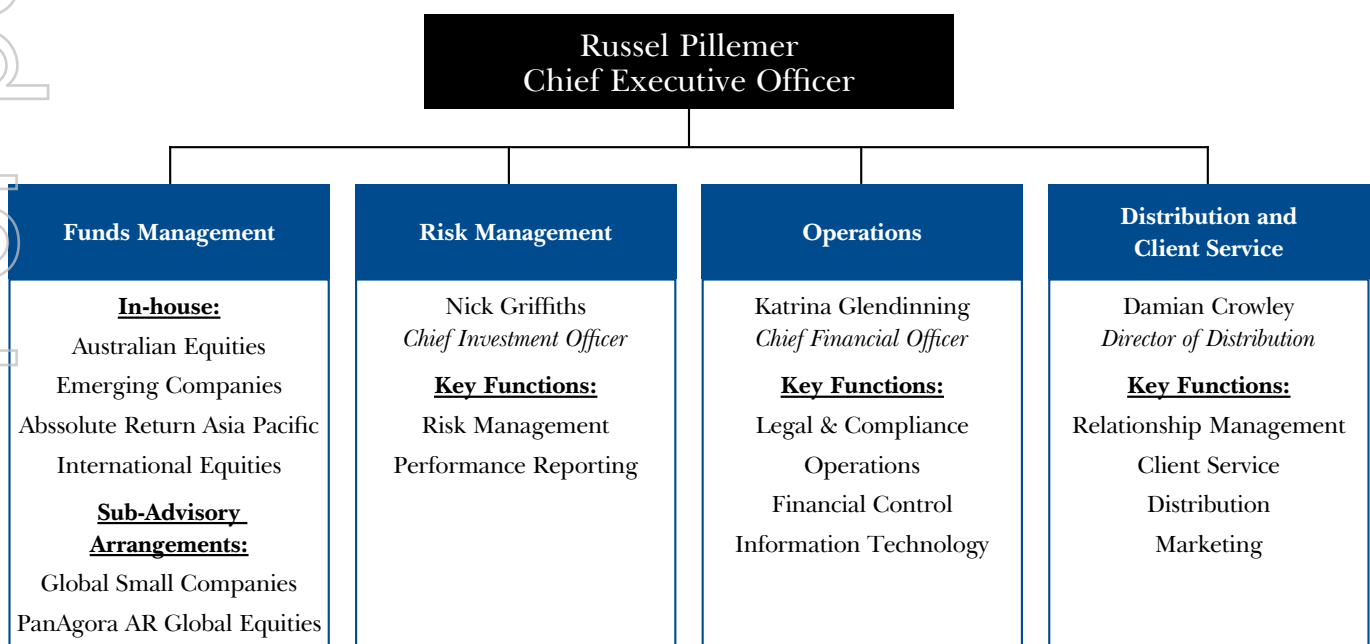 Russel Pillemer
Chief Executive Officer
Funds Management
In-house:
Australian Equities
Emerging Companies
Abssolute Return Asia Pacific
International Equities
Sub-Advisory
Arrangements:
Global Small Companies
PanAgora AR Global Equities
Risk Management
Nick Griffiths
Chief Investment Officer
Key Functions:
Risk Management
Performance Reporting
Operations
Katrina Glendinning
Chief Financial Officer
Key Functions:
Legal & Compliance
Operations
Financial Control
Information Technology
Distribution and
Client Service
Damian Crowley
Director of Distribution
Key Functions:
Relationship Management
Client Service
Distribution
Marketing